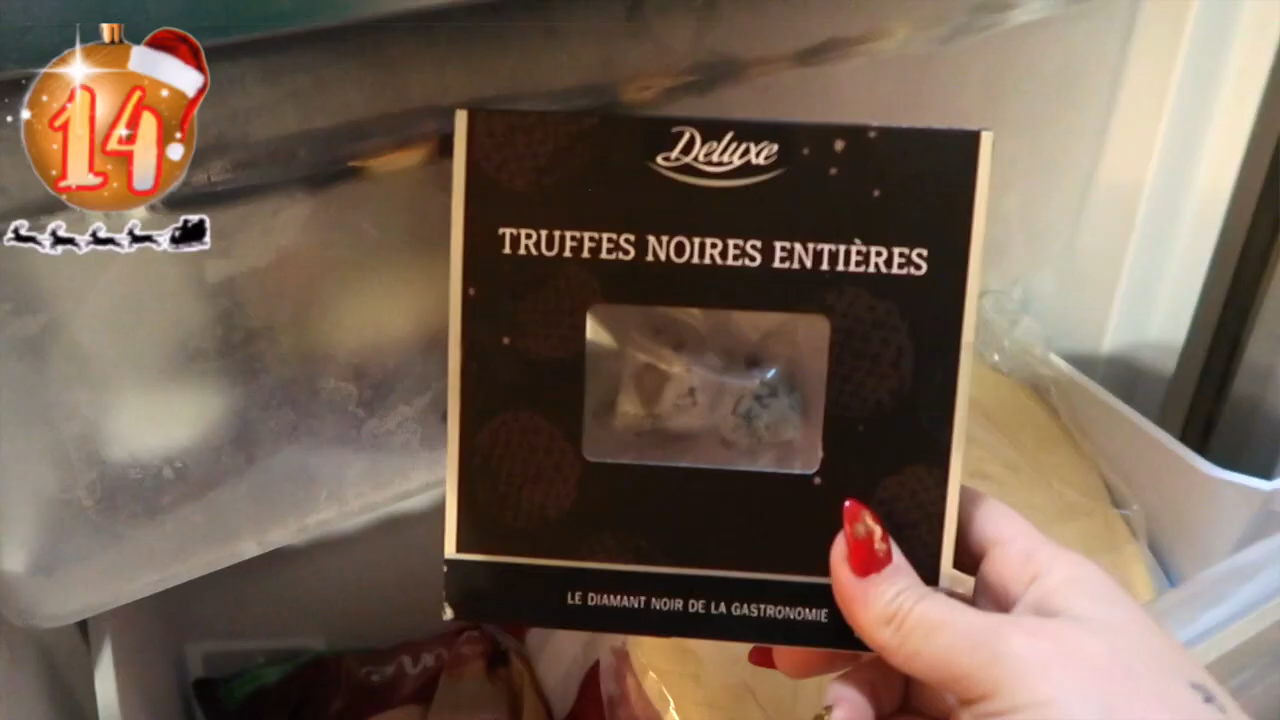 14
Deluxe
TRUFFES NOIRES ENTIÈRES
LE DIAMANT NOIR DE LA GASTRONOMIE